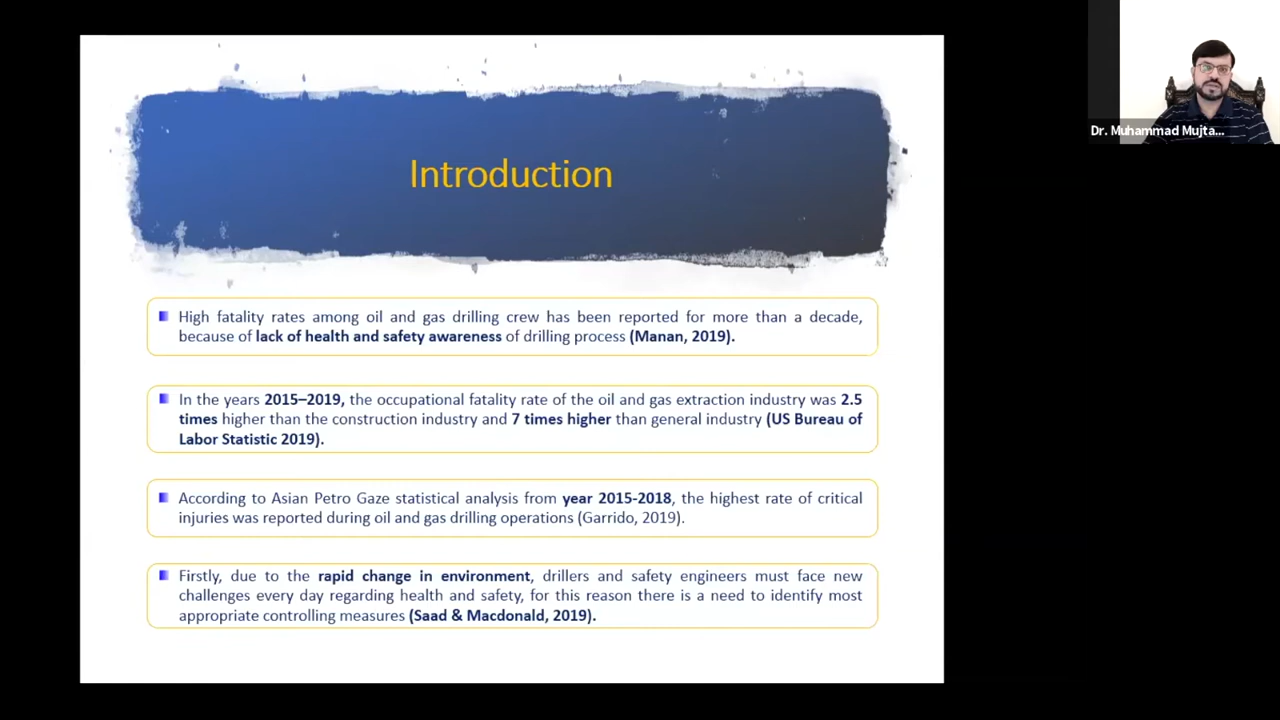 Introduction
High fatality rates among oil and gas drilling crew has been reported for more than a decade,
because of lack of health and safety awareness of drilling process (Manan, 2019).
In the years 2015–2019, the occupational fatality rate of the oil and gas extraction industry was 2.5
times higher than the construction industry and 7 times higher than general industry (US Bureau of
Labor Statistic 2019).
According to Asian Petro Gaze statistical analysis from year 2015-2018, the highest rate of critical
injuries was reported during oil and gas drilling operations (Garrido, 2019).
Firstly, due to the rapid change in environment, drillers and safety engineers must face new
challenges every day regarding health and safety, for this reason there is a need to identify most
appropriate controlling measures (Saad & Macdonald, 2019).
Dr. Muhammad Mujta...